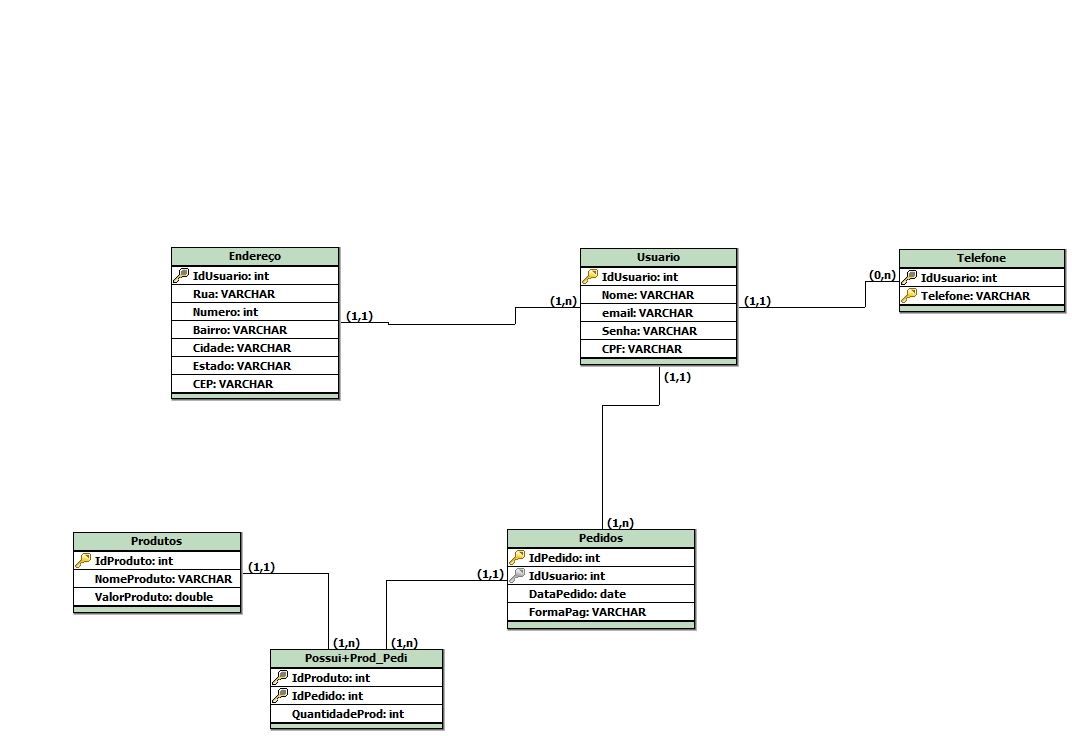 Endereço
IdUsuario: int
Rua: VARCHAR
Numero: int
Bairro: VARCHAR
Cidade: VARCHAR
Estado: VARCHAR
CEP: VARCHAR
(1,1)
(1,n)
Usuario
IdUsuario: int
Nome: VARCHAR
email: VARCHAR
Senha: VARCHAR
CPF: VARCHAR
(1,1)
(1,1)
(0,n)
Telefone
IdUsuario: int
Telefone: VARCHAR
(1,n)
Pedidos
IdPedido: int
IdUsuario: int
DataPedido: date
FormaPag: VARCHAR
(1,1)
Produtos
IdProduto: int
NomeProduto: VARCHAR
ValorProduto: double
(1,1)
(1,n)
(1,n)
Possui+Prod_Pedi
IdProduto: int
IdPedido: int
QuantidadeProd: int